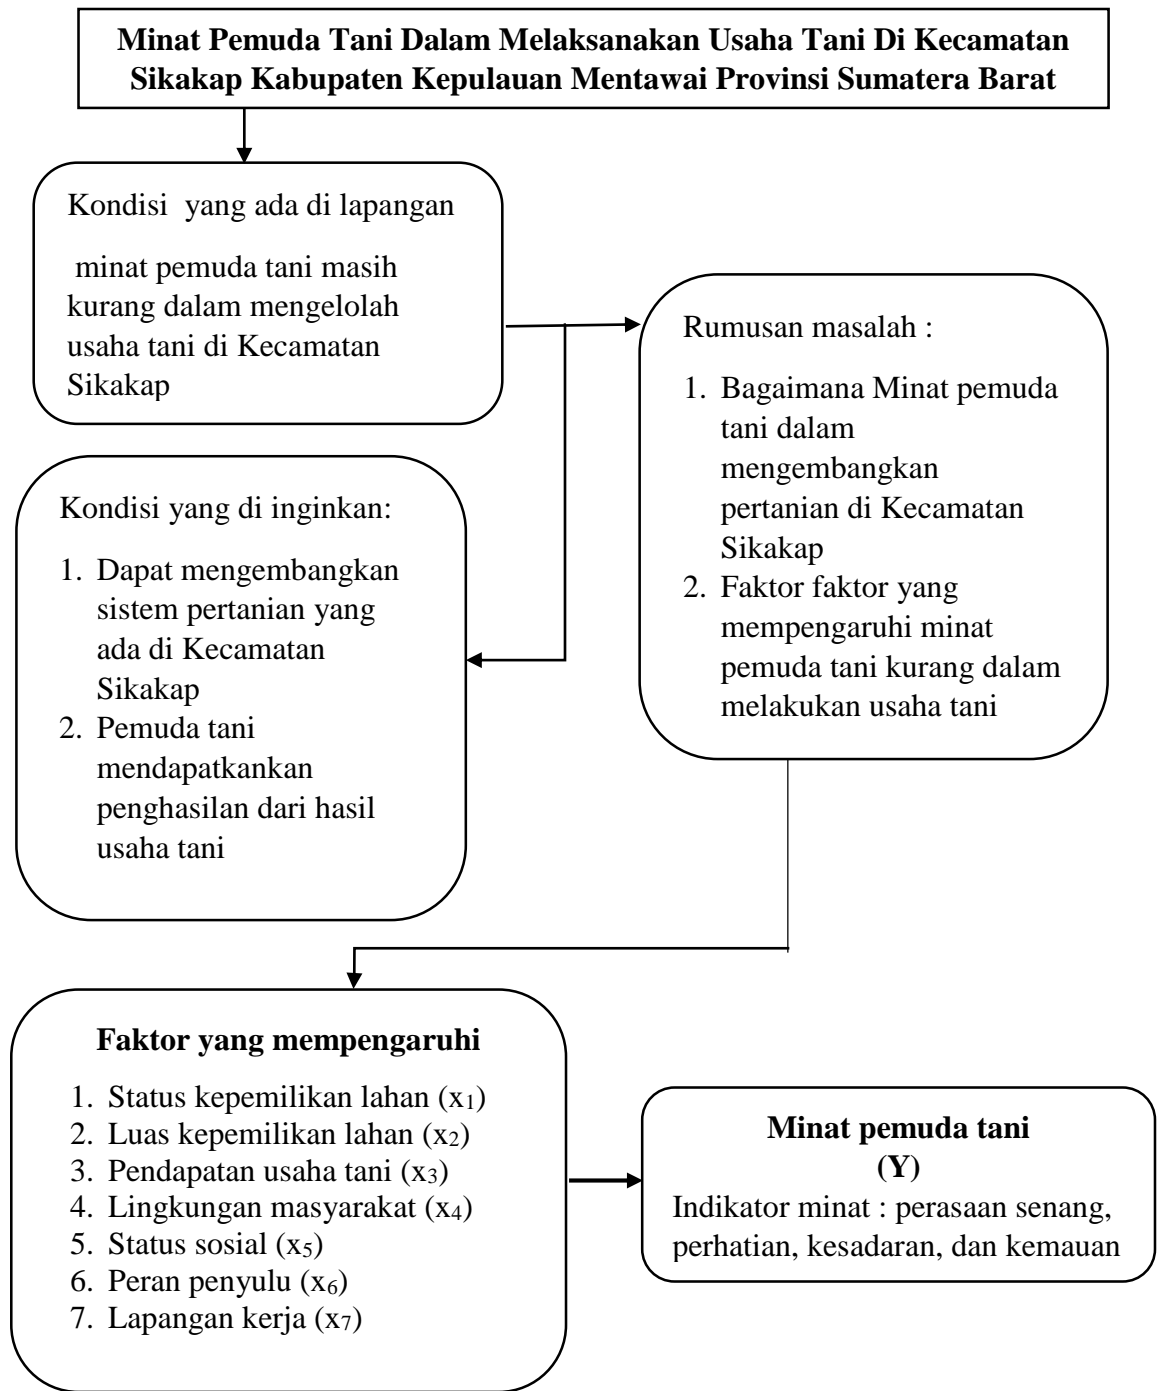 Minat Pemuda Tani Dalam Melaksanakan Usaha Tani Di Kecamatan
Sikakap Kabupaten Kepulauan Mentawai Provinsi Sumatera Barat
Kondisi yang ada di lapangan
minat pemuda tani masih
kurang dalam mengelolah
usaha tani di Kecamatan
Sikakap
Rumusan masalah :
1. Bagaimana Minat pemuda
tani dalam
mengembangkan
pertanian di Kecamatan
Sikakap
2. Faktor faktor yang
mempengaruhi minat
pemuda tani kurang dalam
melakukan usaha tani
Kondisi yang di inginkan:
1. Dapat mengembangkan
sistem pertanian yang
ada di Kecamatan
Sikakap
2. Pemuda tani
mendapatkankan
penghasilan dari hasil
usaha tani
Faktor yang mempengaruhi
1. Status kepemilikan lahan (x₁)
2. Luas kepemilikan lahan (x₂)
3. Pendapatan usaha tani (x₃)
4. Lingkungan masyarakat (x₄)
5. Status sosial (x₅)
6. Peran penyulu (x₆)
7. Lapangan kerja (x₇)
Minat pemuda tani
(Y)
Indikator minat : perasaan senang,
perhatian, kesadaran, dan kemauan